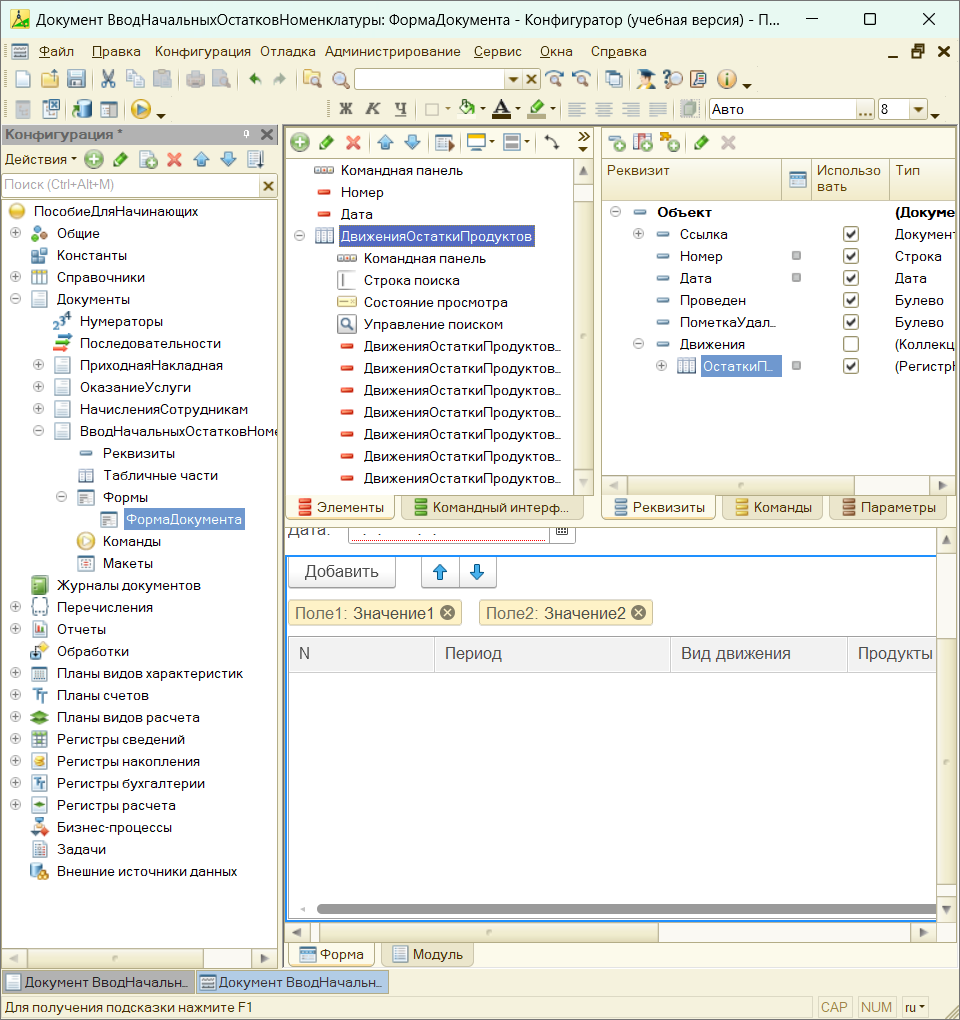 Документ ВводНачальныхОстатковНоменклатуры: ФормаДокумента - Конфигуратор (учебная версия) - П...
Файл Правка Конфигурация Отладка Администрирование Сервис Окна Справка
Ж К Ч Авто 8
Конфигурация *
Действия
Поиск (Ctrl+Alt+M)
ПособиеДляНачинающих
Общие
Константы
Справочники
Документы
Нумераторы
Последовательности
ПриходнаяНакладная
ОказаниеУслуги
НачисленияСотрудникам
ВводНачальныхОстатковНоме
Реквизиты
Табличные части
Формы
ФормаДокумента
Команды
Макеты
Журналы документов
Перечисления
Отчеты
Обработки
Планы видов характеристик
Планы счетов
Планы видов расчета
Регистры сведений
Регистры накопления
Регистры бухгалтерии
Регистры расчета
Бизнес-процессы
Задачи
Внешние источники данных
Командная панель
Номер
Дата
ДвиженияОстаткиПродуктов
Командная панель
Строка поиска
Состояние просмотра
Управление поиском
ДвиженияОстаткиПродуктов...
ДвиженияОстаткиПродуктов...
ДвиженияОстаткиПродуктов...
ДвиженияОстаткиПродуктов...
ДвиженияОстаткиПродуктов...
ДвиженияОстаткиПродуктов...
ДвиженияОстаткиПродуктов...
Элементы Командный интерф...
Реквизит Использо
вать Тип
Объект (Докуме
Ссылка Документ
Номер Строка
Дата Дата
Проведен Булево
ПометкаУдал... Булево
Движения (Коллекц
ОстаткиП... (РегистрН
Реквизиты Команды Параметры
Дата:
Добавить
Поле1: Значение1 Поле2: Значение2
N Период Вид движения Продукты
Форма Модуль
Документ ВводНачальн... Документ ВводНачальн...
Для получения подсказки нажмите F1 CAP NUM ru